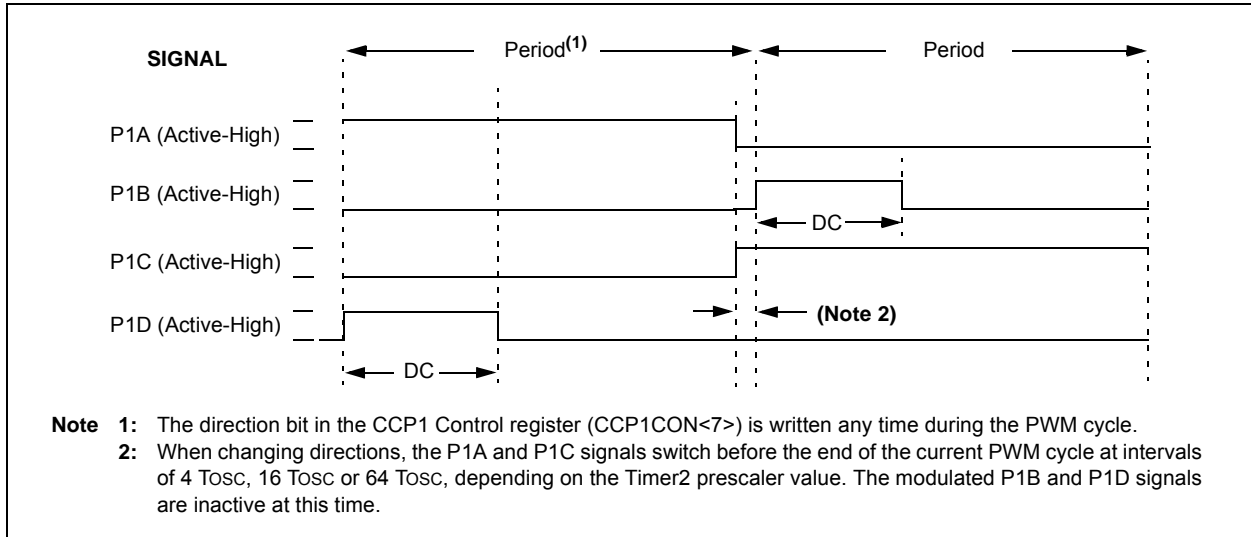 SIGNAL
Period(1)
Period
P1A (Active-High)
P1B (Active-High)
DC
P1C (Active-High)
P1D (Active-High)
(Note 2)
DC
Note 1: The direction bit in the CCP1 Control register (CCP1CON<7>) is written any time during the PWM cycle.
2: When changing directions, the P1A and P1C signals switch before the end of the current PWM cycle at intervals
of 4 TOSC, 16 TOSC or 64 TOSC, depending on the Timer2 prescaler value. The modulated P1B and P1D signals
are inactive at this time.